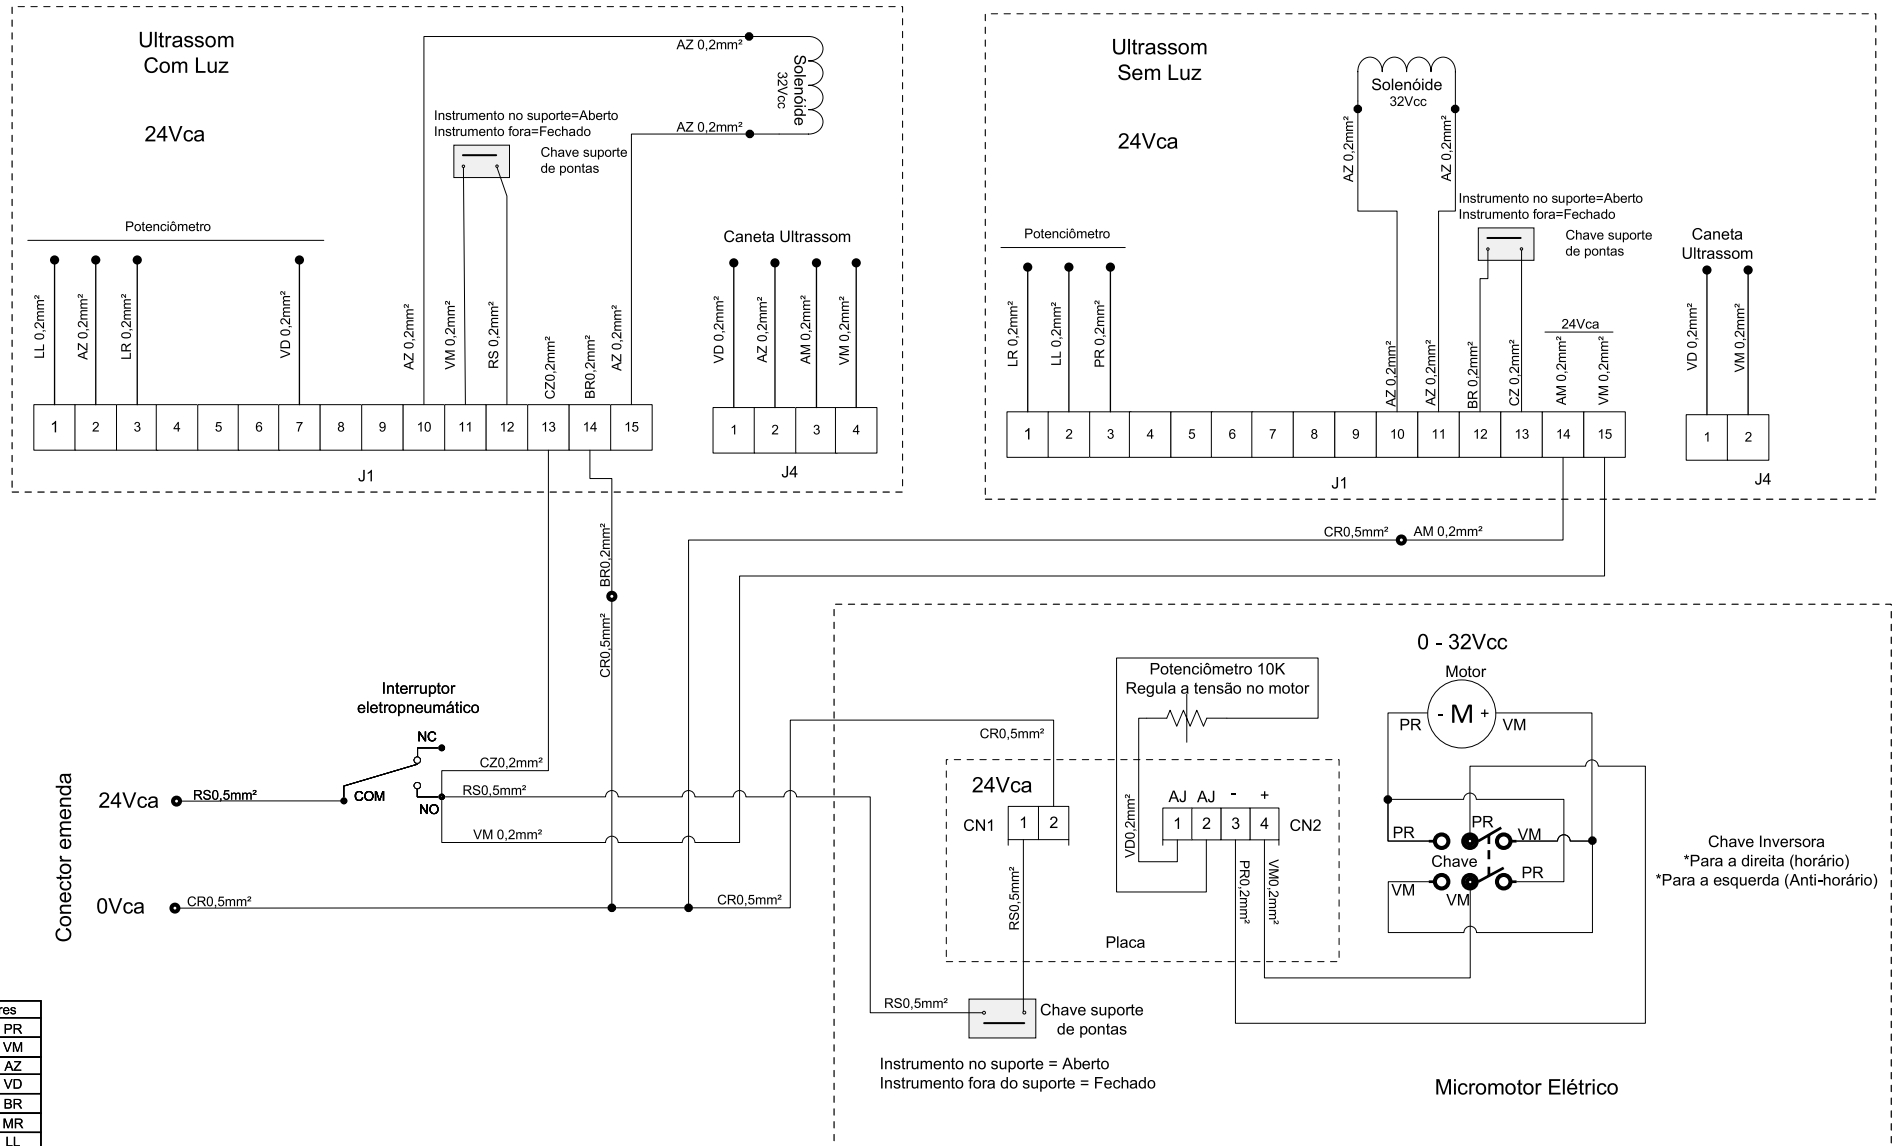 Ultrassom
Com Luz
24Vca
AZ 0,2mm²
Solenóide
32Vcc
AZ 0,2mm²
Instrumento no suporte=Aberto
Instrumento fora=Fechado
Chave suporte
de pontas
Potenciômetro
LL 0,2mm²
AZ 0,2mm²
LR 0,2mm²
VD 0,2mm²
AZ 0,2mm²
VM 0,2mm²
RS 0,2mm²
CZ0,2mm²
BR0,2mm²
AZ 0,2mm²
1 2 3 4 5 6 7 8 9 10 11 12 13 14 15
J1
Caneta Ultrassom
VD 0,2mm²
AZ 0,2mm²
AM 0,2mm²
VM 0,2mm²
1 2 3 4
J4
Ultrassom
Sem Luz
24Vca
Solenóide
32Vcc
AZ 0,2mm²
AZ 0,2mm²
Instrumento no suporte=Aberto
Instrumento fora=Fechado
Chave suporte
de pontas
Potenciômetro
LR 0,2mm²
LL 0,2mm²
PR 0,2mm²
AZ 0,2mm²
AZ 0,2mm²
BR 0,2mm²
CZ 0,2mm²
24Vca
AM 0,2mm²
VM 0,2mm²
1 2 3 4 5 6 7 8 9 10 11 12 13 14 15
J1
Caneta
Ultrassom
VD 0,2mm²
VM 0,2mm²
1 2
J4
CR0,5mm²
AM 0,2mm²
BR0,2mm²
CR0,5mm²
Interruptor
eletropneumático
NC
COM
NO
CZ0,2mm²
RS0,5mm²
VM 0,2mm²
Conector emenda
24Vca
RS0,5mm²
0Vca
CR0,5mm²
CR0,5mm²
CR0,5mm²
24Vca
CN1
1 2
RS0,5mm²
Potenciômetro 10K
Regula a tensão no motor
VD0,2mm²
AJ AJ - +
1 2 3 4
CN2
PR0,2mm²
VM0,2mm²
Placa
RS0,5mm²
Chave suporte
de pontas
Instrumento no suporte = Aberto
Instrumento fora do suporte = Fechado
0 - 32Vcc
Motor
- M +
PR
VM
PR
PR
VM
Chave
VM
VM
PR
Chave Inversora
*Para a direita (horário)
*Para a esquerda (Anti-horário)
Micromotor Elétrico
res
PR
VM
AZ
VD
BR
MR
LL